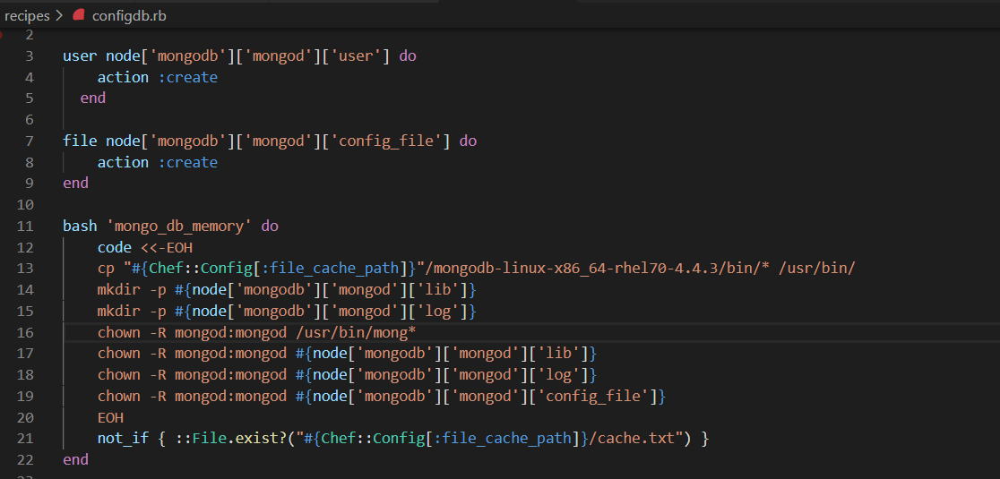 recipes > configdb.rb
2
3 user node['mongodb']['mongod']['user'] do
4     action :create
5   end
6
7 file node['mongodb']['mongod']['config_file'] do
8     action :create
9 end
10
11 bash 'mongo_db_memory' do
12     code <<-EOH
13     cp "#{Chef::Config[:file_cache_path]}"/mongodb-linux-x86_64-rhel70-4.4.3/bin/* /usr/bin/
14     mkdir -p #{node['mongodb']['mongod']['lib']}
15     mkdir -p #{node['mongodb']['mongod']['log']}
16     chown -R mongod:mongod /usr/bin/mong*
17     chown -R mongod:mongod #{node['mongodb']['mongod']['lib']}
18     chown -R mongod:mongod #{node['mongodb']['mongod']['log']}
19     chown -R mongod:mongod #{node['mongodb']['mongod']['config_file']}
20     EOH
21     not_if { ::File.exist?("#{Chef::Config[:file_cache_path]}/cache.txt") }
22 end